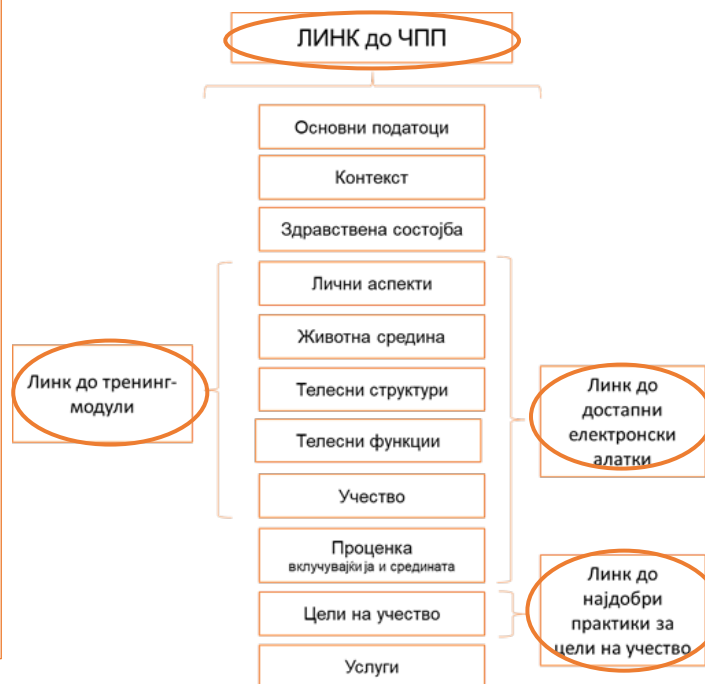 ЛИНК до ЧПП
Основни податоци
Контекст
Здравствена состојба
Лични аспекти
Животна средина
Телесни структури
Телесни функции
Учество
Проценка
вклучувајќи ја и средината
Цели на учество
Услуги
Линк до тренинг-
модули
Линк до
достапни
електронски
алатки
Линк до
најдобри
практики за
цели на учество